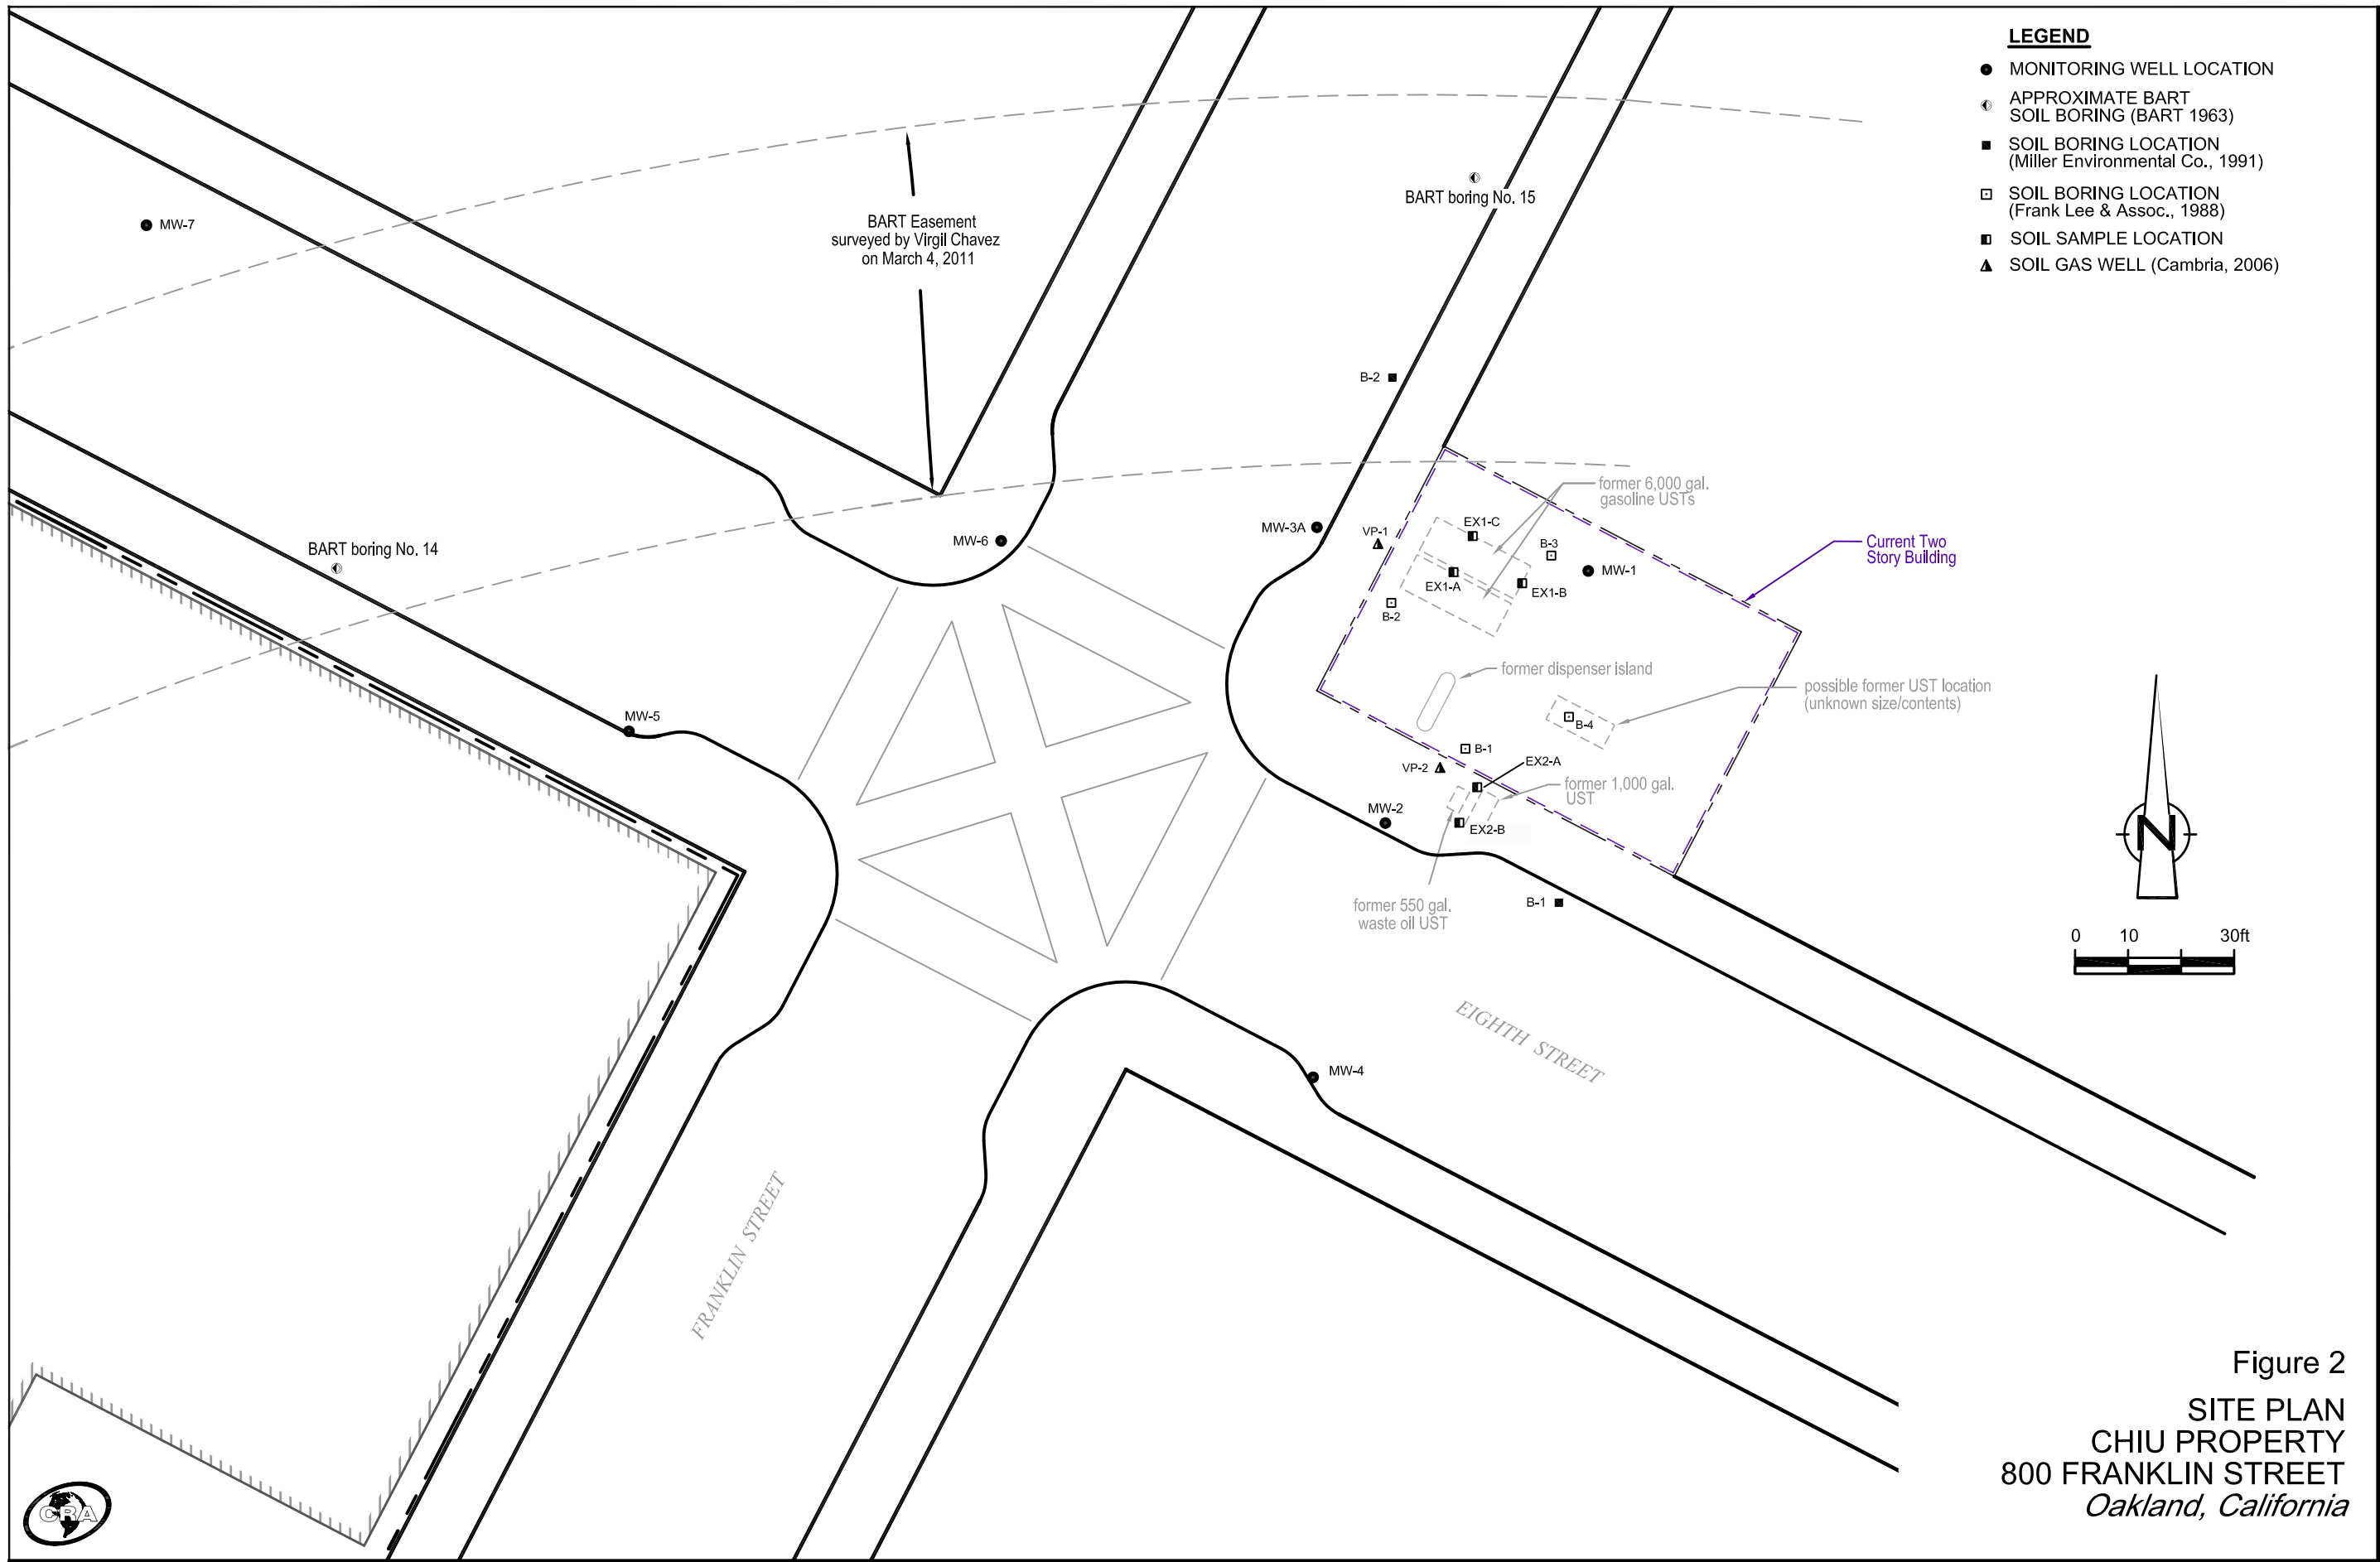 LEGEND
MONITORING WELL LOCATION
APPROXIMATE BART
SOIL BORING (BART 1963)
SOIL BORING LOCATION
(Miller Environmental Co., 1991)
SOIL BORING LOCATION
(Frank Lee & Assoc., 1988)
SOIL SAMPLE LOCATION
SOIL GAS WELL (Cambria, 2006)
BART boring No. 15
MW-7
BART Easement
surveyed by Virgil Chavez
on March 4, 2011
B-2
former 6,000 gal.
gasoline USTs
MW-3A
VP-1
EX1-C
B-3
MW-6
BART boring No. 14
Current Two
Story Building
MW-1
EX1-A
EX1-B
B-2
former dispenser island
possible former UST location
(unknown size/contents)
MW-5
B-4
B-1
VP-2
EX2-A
former 1,000 gal.
UST
MW-2
EX2-B
former 550 gal.
waste oil UST
B-1
N
0 10 30ft
EIGHTH STREET
MW-4
FRANKLIN STREET
Figure 2
SITE PLAN
CHIU PROPERTY
800 FRANKLIN STREET
Oakland, California
CRA